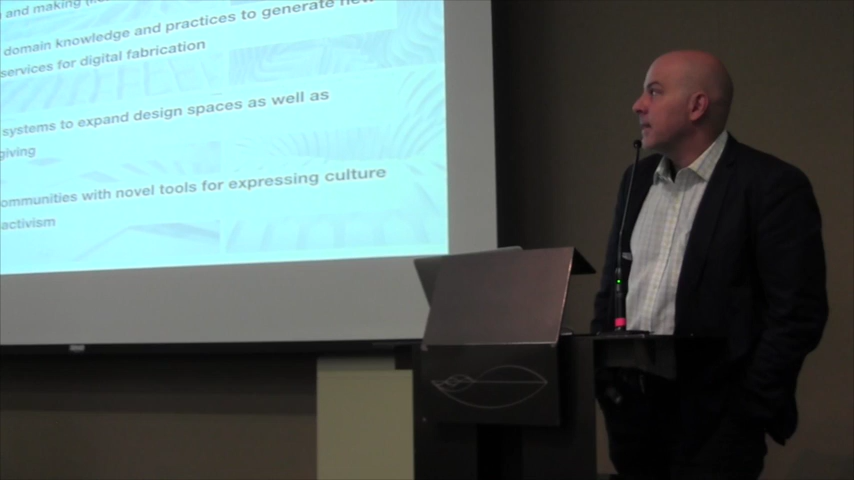 and making
domain knowledge and practices to generate new
services for digital fabrication
systems to expand design spaces as well as
giving
ommunities with novel tools for expressing culture
activism